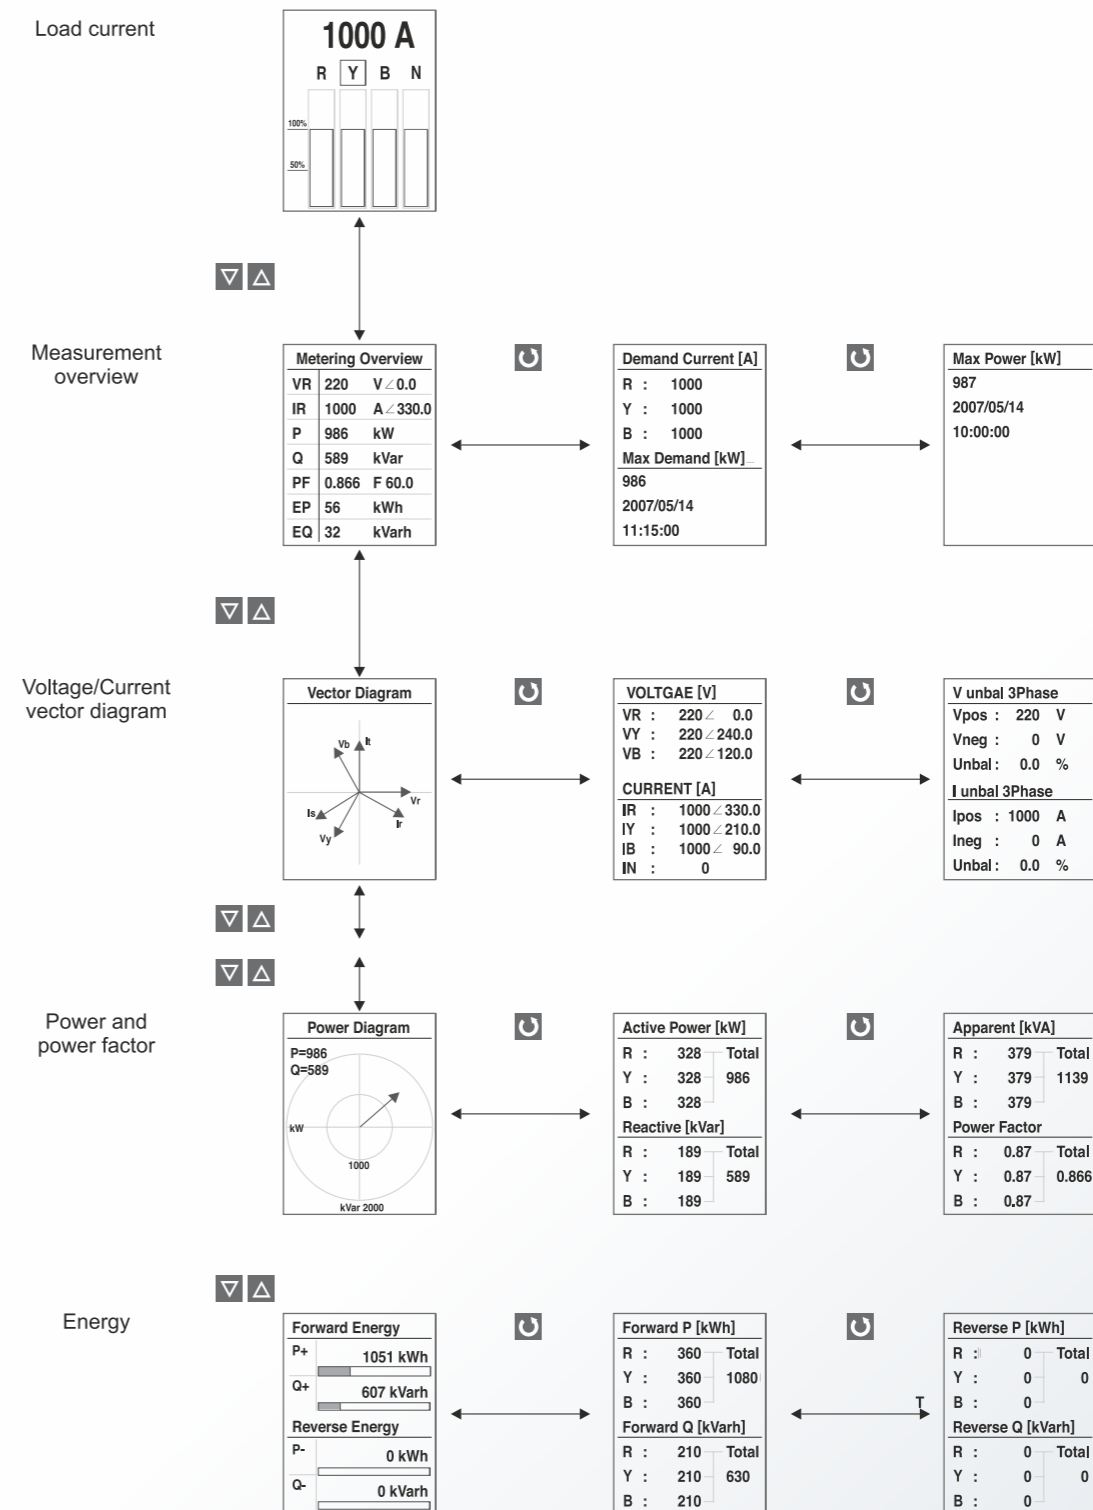 Load current
1000 A
R Y B N
100%
50%
Measurement
overview
Metering Overview
VR 220 V∠0.0
IR 1000 A∠330.0
P 986 kW
Q 589 kVar
PF 0.866 F 60.0
EP 56 kWh
EQ 32 kVarh
Demand Current [A]
R : 1000
Y : 1000
B : 1000
Max Demand [kW]
986
2007/05/14
11:15:00
Max Power [kW]
987
2007/05/14
10:00:00
Voltage/Current
vector diagram
Vector Diagram
Vb It
Vr
Is Ir
Vy
VOLTGAE [V]
VR : 220∠ 0.0
VY : 220∠240.0
VB : 220∠120.0
CURRENT [A]
IR : 1000∠330.0
IY : 1000∠210.0
IB : 1000∠ 90.0
IN : 0
V unbal 3Phase
Vpos : 220 V
Vneg : 0 V
Unbal : 0.0 %
I unbal 3Phase
Ipos : 1000 A
Ineg : 0 A
Unbal : 0.0 %
Power and
power factor
Power Diagram
P=986
Q=589
kW
1000
kVar 2000
Active Power [kW]
R : 328 Total
Y : 328 986
B : 328
Reactive [kVar]
R : 189 Total
Y : 189 589
B : 189
Apparent [kVA]
R : 379 Total
Y : 379 1139
B : 379
Power Factor
R : 0.87 Total
Y : 0.87 0.866
B : 0.87
Energy
Forward Energy
P+ 1051 kWh
Q+ 607 kVarh
Reverse Energy
P- 0 kWh
Q- 0 kVarh
Forward P [kWh]
R : 360 Total
Y : 360 1080
B : 360
Forward Q [kVarh]
R : 210 Total
Y : 210 630
B : 210
T
Reverse P [kWh]
R : 0 Total
Y : 0 0
B : 0
Reverse Q [kVarh]
R : 0 Total
Y : 0 0
B : 0